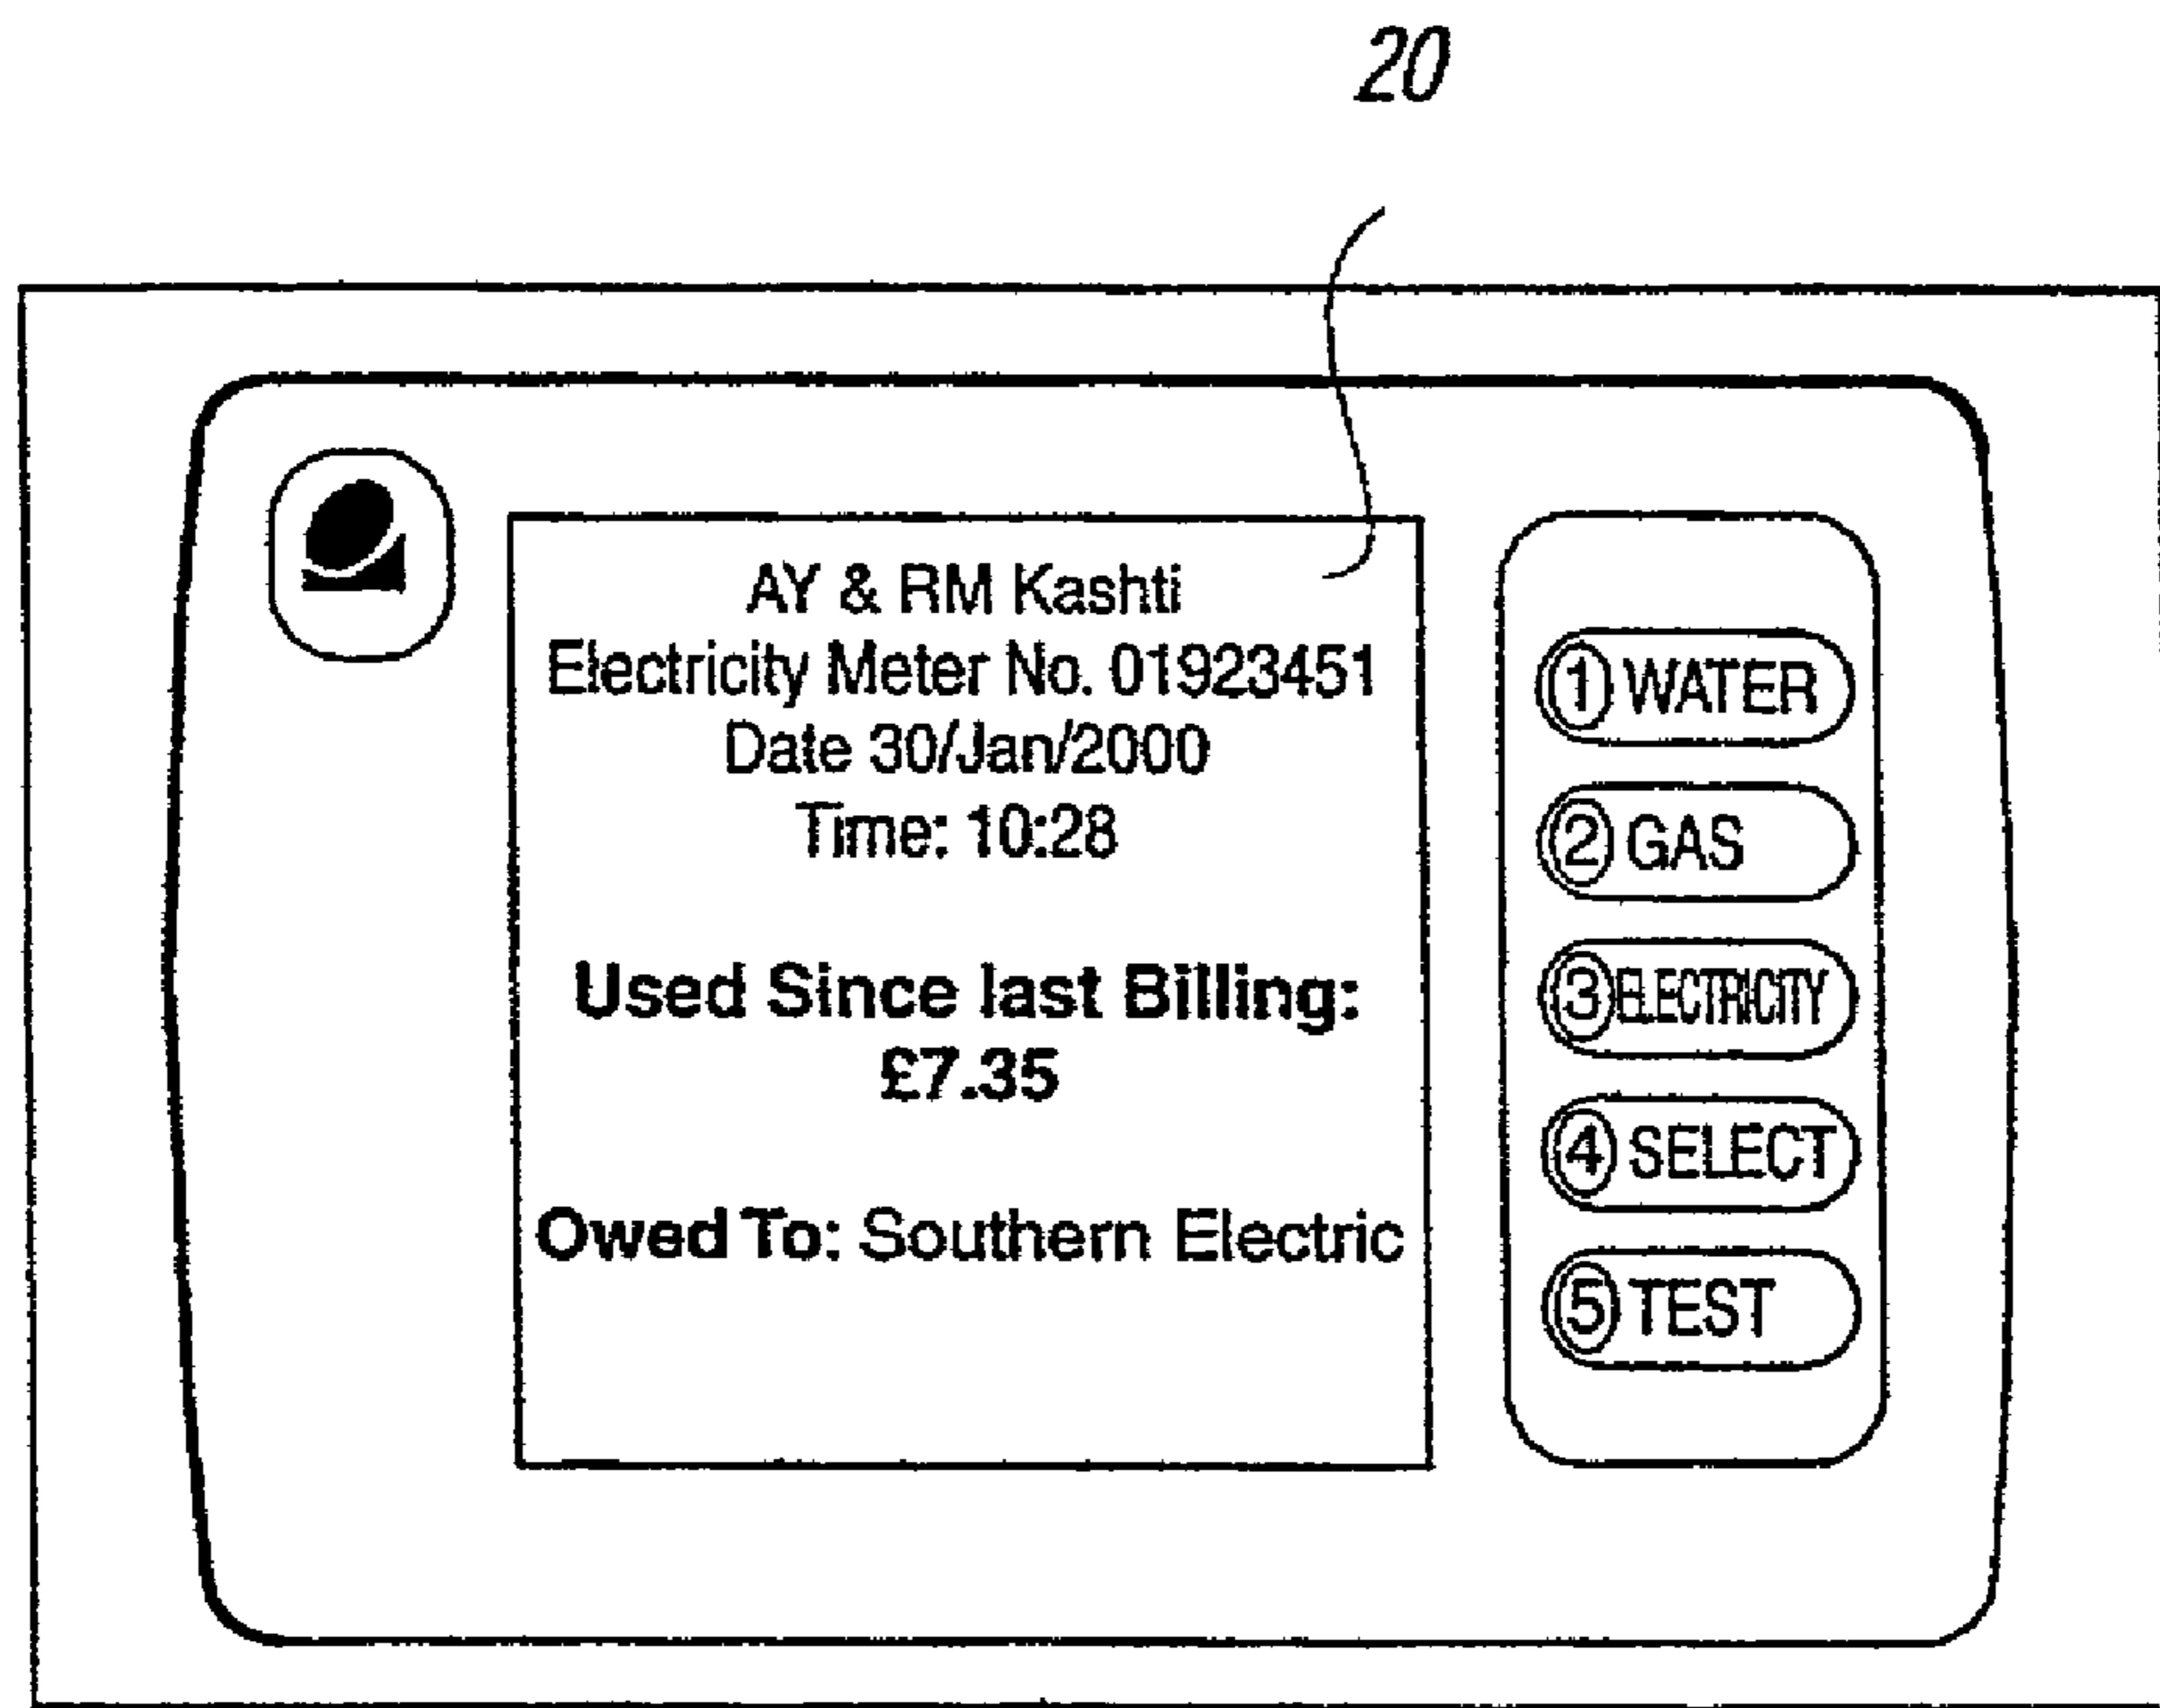 20
AY & RM Kashti
Electricity Meter No. 01923451
Date 30/Jan/2000
Time: 10:28
Used Since last Billing:
£7.35
Owed To: Southern Electric
1 WATER
2 GAS
3 ELECTRICITY
4 SELECT
5 TEST